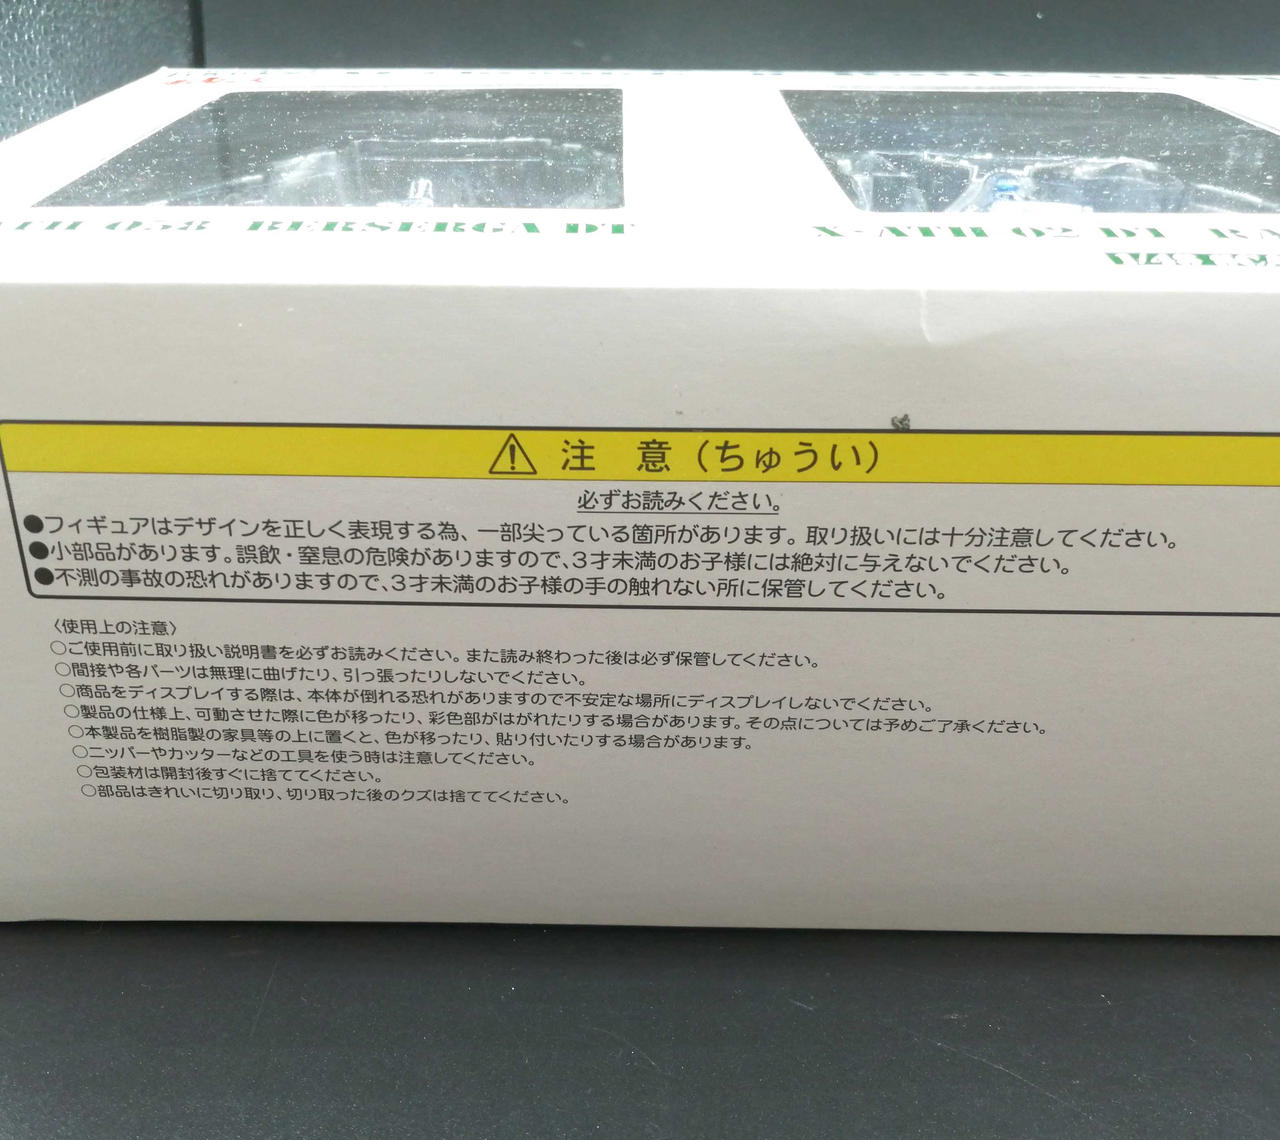 BERSERGA DT
X·ATH 02 DT
注 意（ちゅうい）
必ずお読みください。
●フィギュアはデザインを正しく表現する為、一部尖っている箇所があります。取り扱いには十分注意してください。
●小部品があります。誤飲・窒息の危険がありますので、3才未満のお子様には絶対に与えないでください。
●不測の事故の恐れがありますので、3才未満のお子様の手の触れない所に保管してください。
〈使用上の注意〉
○ご使用前に取り扱い説明書を必ずお読みください。また読み終わった後は必ず保管してください。
○間接や各パーツは無理に曲げたり、引っ張ったりしないでください。
○商品をディスプレイする際は、本体が倒れる恐れがありますので不安定な場所にディスプレイしないでください。
○製品の仕様上、可動させた際に色が移ったり、彩色部がはがれたりする場合があります。その点については予めご了承ください。
○本製品を樹脂製の家具等の上に置くと、色が移ったり、貼り付いたりする場合があります。
○ニッパーやカッターなどの工具を使う時は注意してください。
○包装材は開封後すぐに捨ててください。
○部品はきれいに切り取り、切り取った後のクズは捨ててください。